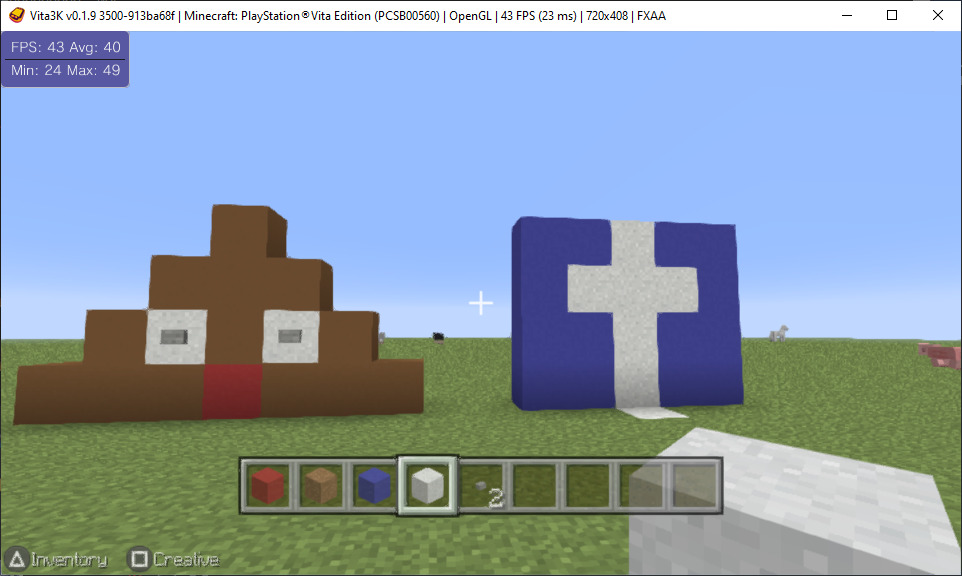 Vita3K v0.1.9 3500-913ba68f | Minecraft: PlayStation®Vita Edition (PCSB00560) | OpenGL | 43 FPS (23 ms) | 720x408 | FXAA
FPS: 43 Avg: 40
Min: 24 Max: 49
2
Inventory Creative